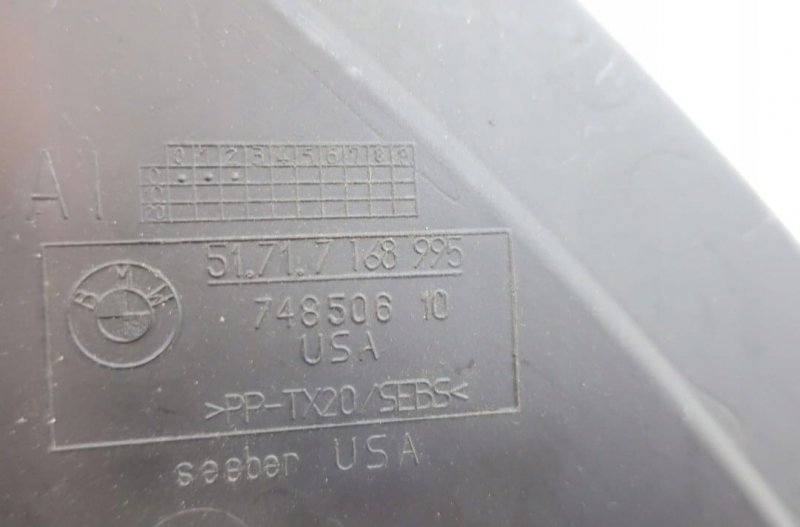 A1
0 1 2 3 4 5 6 7 8 9
0
10
20
BMW
51.71.7 168 995
748506 10
USA
>PP-TX20/SEBS<
seeber USA